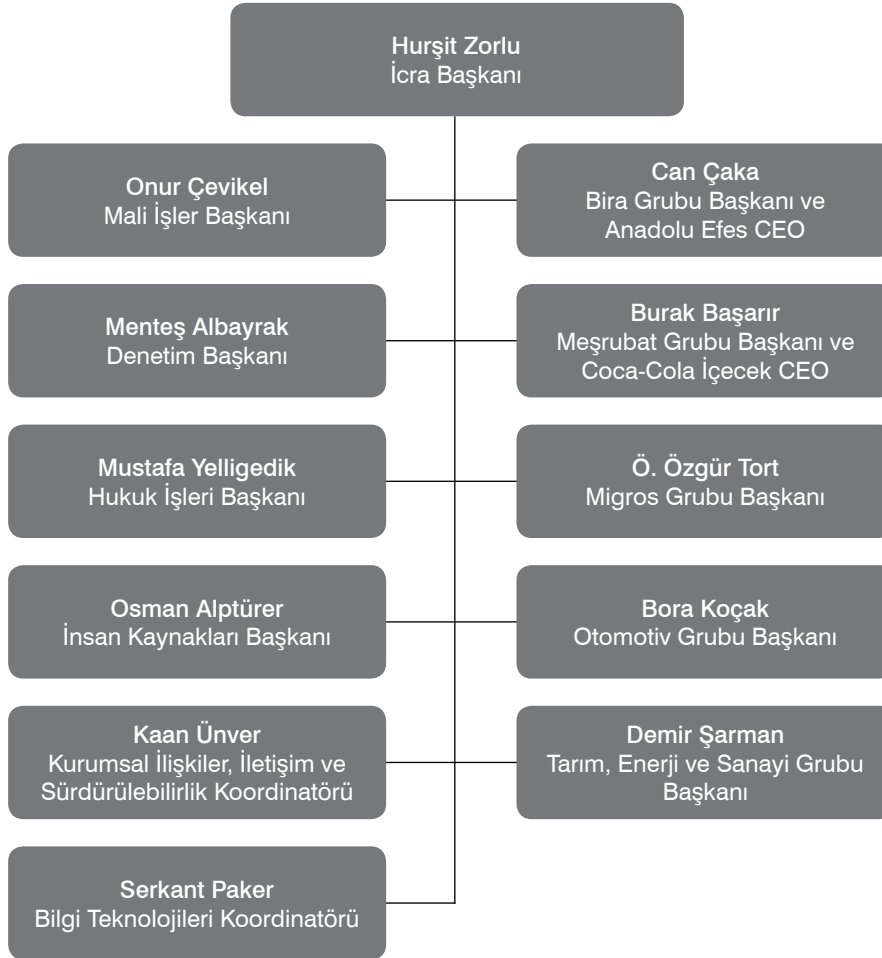 Hurşit Zorlu
İcra Başkanı
Onur Çevikel
Mali İşler Başkanı
Can Çaka
Bira Grubu Başkanı ve
Anadolu Efes CEO
Menteş Albayrak
Denetim Başkanı
Burak Başarır
Meşrubat Grubu Başkanı ve
Coca-Cola İçecek CEO
Mustafa Yelligedik
Hukuk İşleri Başkanı
Ö. Özgür Tort
Migros Grubu Başkanı
Osman Alptürer
İnsan Kaynakları Başkanı
Bora Koçak
Otomotiv Grubu Başkanı
Kaan Ünver
Kurumsal İlişkiler, İletişim ve
Sürdürülebilirlik Koordinatörü
Demir Şarman
Tarım, Enerji ve Sanayi Grubu
Başkanı
Serkant Paker
Bilgi Teknolojileri Koordinatörü